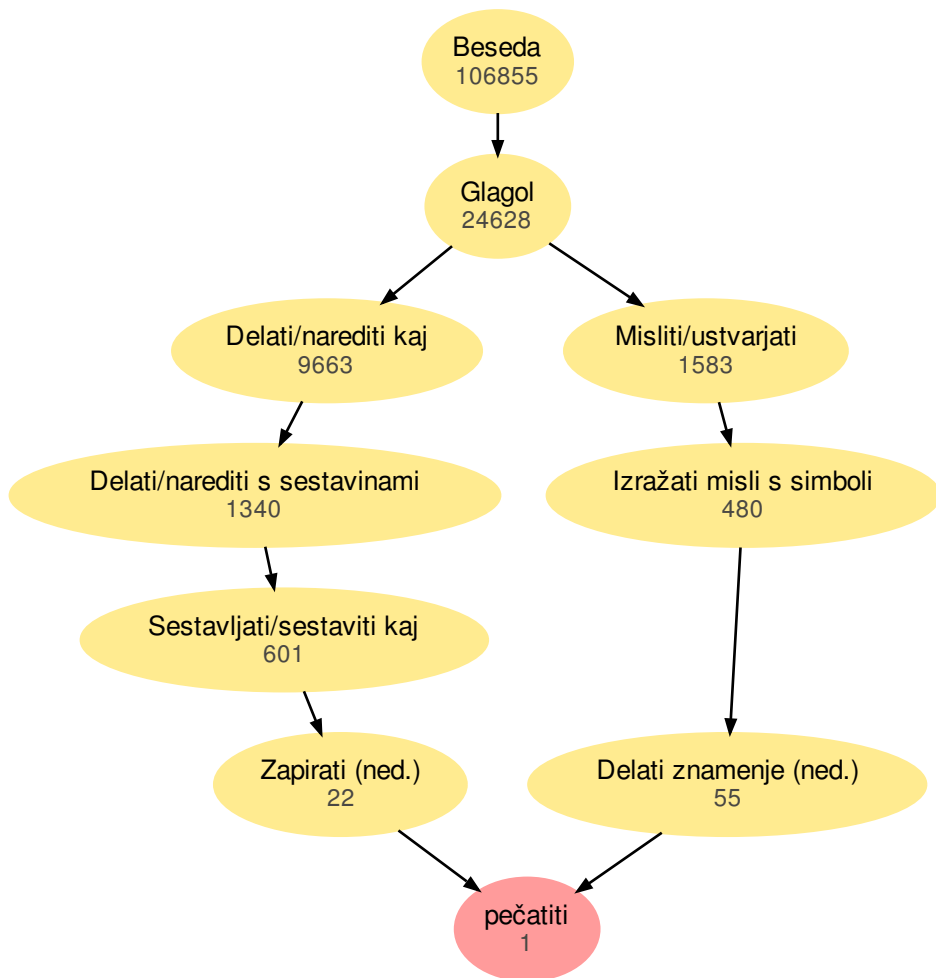 Beseda
106855
Glagol
24628
Delati/narediti kaj
9663
Misliti/ustvarjati
1583
Delati/narediti s sestavinami
1340
Izražati misli s simboli
480
Sestavljati/sestaviti kaj
601
Zapirati (ned.)
22
Delati znamenje (ned.)
55
pečatiti
1